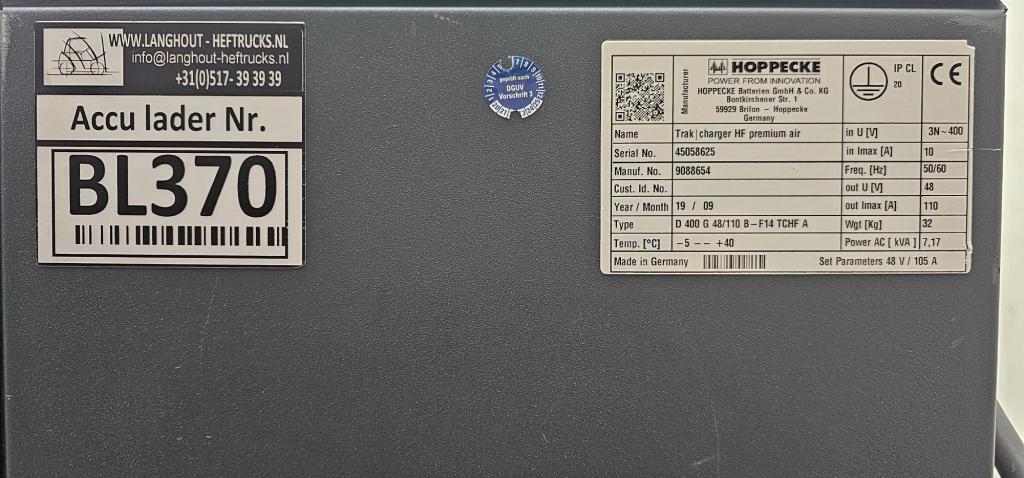 WWW.LANGHOUT - HEFTRUCKS.NL
info@langhout-heftrucks.nl
+31(0)517- 39 39 39
Accu lader Nr.
BL370
geprüft nach
DGUV
Vorschrift 3
Manufacturer
HOPPECKE
POWER FROM INNOVATION
HOPPECKE Batterien GmbH & Co. KG
Bontkirchener Str. 1
59929 Brilon - Hoppecke
Germany
IP CL
20
CE
Name Trak|charger HF premium air in U [V] 3N~400
Serial No. 45058625 in Imax [A] 10
Manuf. No. 9088654 Freq. [Hz] 50/60
Cust. Id. No. out U [V] 48
Year / Month 19 / 09 out Imax [A] 110
Type D 400 G 48/110 B-F14 TCHF A Wgt [Kg] 32
Temp. [°C] -5 -- +40 Power AC [ kVA ] 7,17
Made in Germany Set Parameters 48 V / 105 A